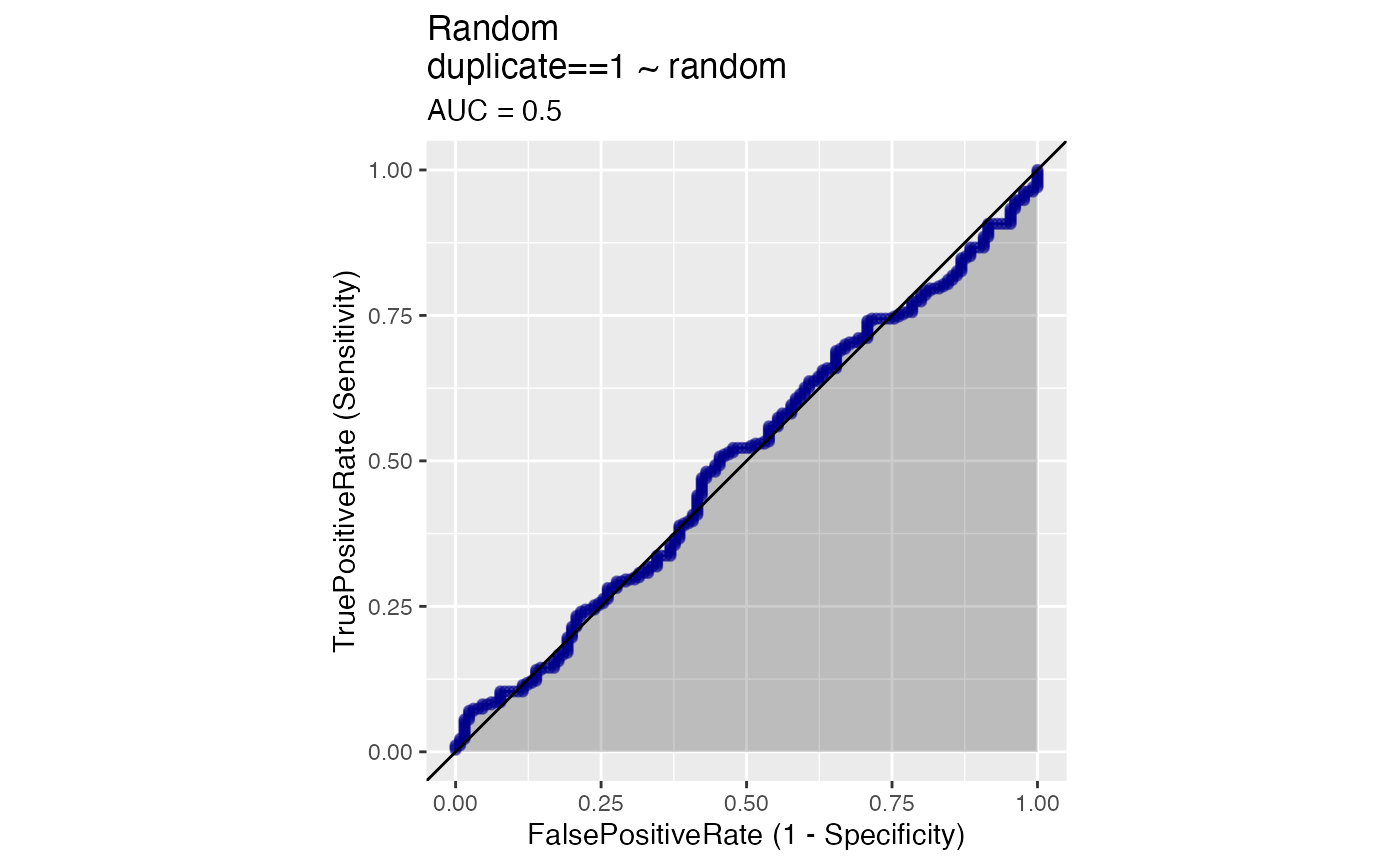 Random
duplicate==1 ~ random
AUC = 0.5
TruePositiveRate (Sensitivity)
1.00
0.75
0.50
0.25
0.00
0.00 0.25 0.50 0.75 1.00
FalsePositiveRate (1 - Specificity)